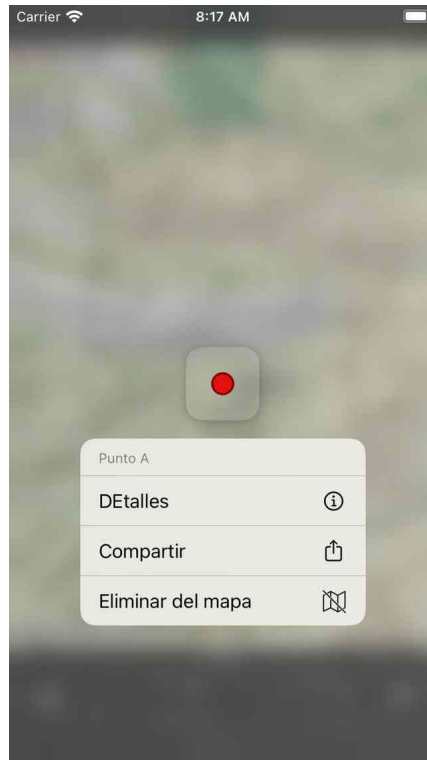 Carrier
8:17 AM
Punto A
DEtalles
Compartir
Eliminar del mapa